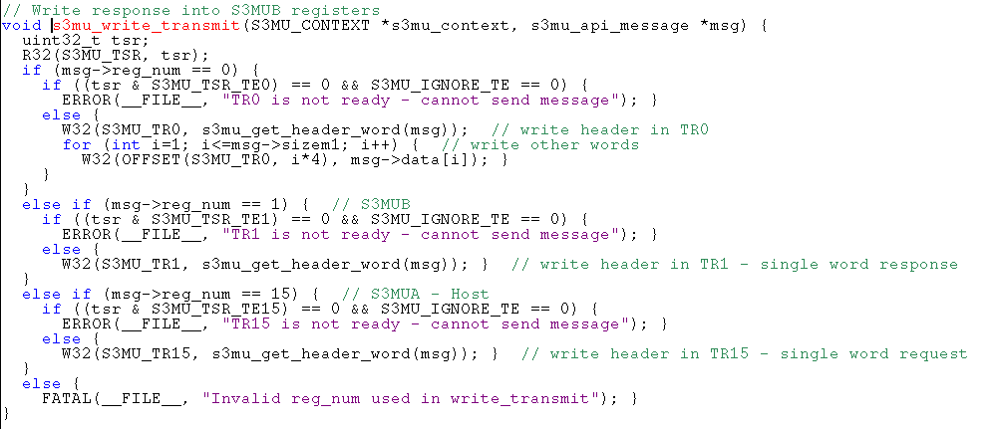 // Write response into S3MUB registers
void s3mu_write_transmit(S3MU_CONTEXT *s3mu_context, s3mu_api_message *msg) {
  uint32_t tsr;
  R32(S3MU_TSR, tsr);
  if (msg->reg_num == 0) {
    if ((tsr & S3MU_TSR_TE0) == 0 && S3MU_IGNORE_TE == 0) {
      ERROR(__FILE__, "TR0 is not ready - cannot send message"); }
    else {
      W32(S3MU_TR0, s3mu_get_header_word(msg));  // write header in TR0
      for (int i=1; i<=msg->sizem1; i++) {  // write other words
        W32(OFFSET(S3MU_TR0, i*4), msg->data[i]); }
    }
  }
  else if (msg->reg_num == 1) {  // S3MUB
    if ((tsr & S3MU_TSR_TE1) == 0 && S3MU_IGNORE_TE == 0) {
      ERROR(__FILE__, "TR1 is not ready - cannot send message"); }
    else {
      W32(S3MU_TR1, s3mu_get_header_word(msg)); }  // write header in TR1 - single word response
  }
  else if (msg->reg_num == 15) {  // S3MUA - Host
    if ((tsr & S3MU_TSR_TE15) == 0 && S3MU_IGNORE_TE == 0) {
      ERROR(__FILE__, "TR15 is not ready - cannot send message"); }
    else {
      W32(S3MU_TR15, s3mu_get_header_word(msg)); }  // write header in TR15 - single word request
  }
  else {
    FATAL(__FILE__, "Invalid reg_num used in write_transmit"); }
}